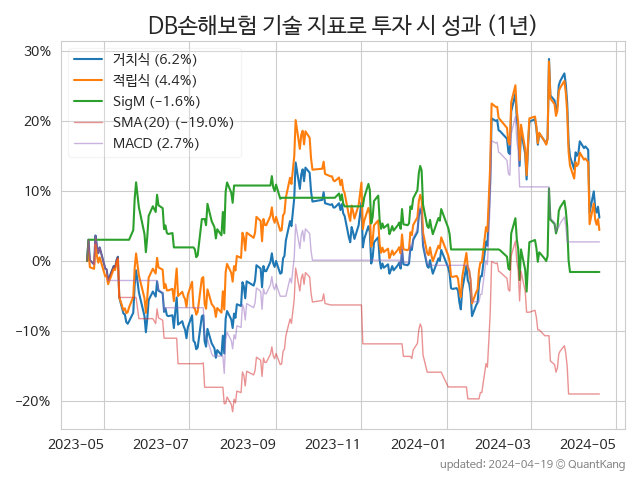 DB손해보험 기술 지표로 투자 시 성과 (1년)
30%
20%
10%
0%
−10%
−20%
거치식 (6.2%)
적립식 (4.4%)
SigM (−1.6%)
SMA(20) (−19.0%)
MACD (2.7%)
2023-05 2023-07 2023-09 2023-11 2024-01 2024-03 2024-05
updated: 2024-04-19 © QuantKang